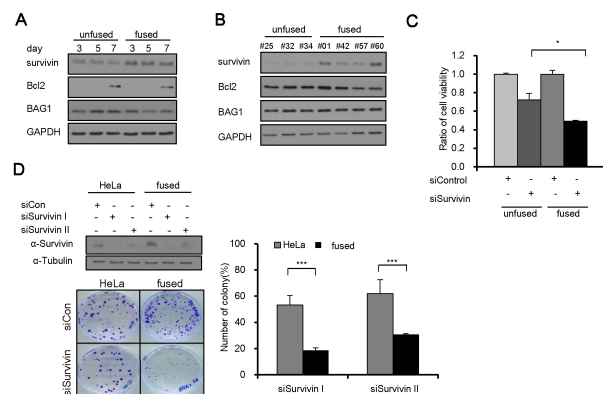 A
unfused fused
day 3 5 7 3 5 7
survivin
Bcl2
BAG1
GAPDH
B
unfused fused
#25 #32 #34 #01 #42 #57 #60
survivin
Bcl2
BAG1
GAPDH
C
*
Ratio of cell viability
1.2
1.0
0.8
0.6
0.4
0.2
0.0
siControl + - + -
siSurvivin - + - +
unfused fused
D
HeLa fused
siCon + - - + - -
siSurvivin I - + - - + -
siSurvivin II - - + - - +
α-Survivin
α-Tubulin
HeLa fused
siCon
siSurvivin
Number of colony(%)
100
80
60
40
20
0
HeLa fused
*** ***
siSurvivin I siSurvivin II